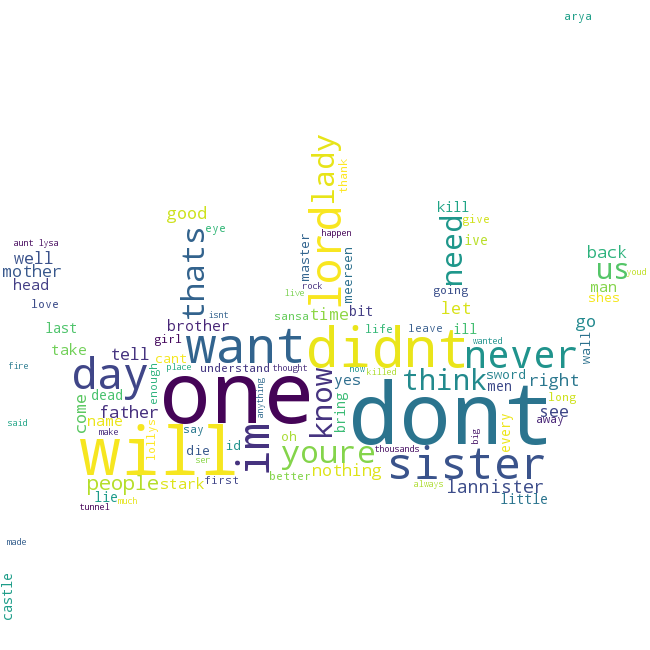 arya
lady
thank
lord
good
eye
kill
give
happen
need
ive
thats
master
meereen
aunt lysa
well
mother
head
back
us
youd
man
shes
rock
live
going
love
let
isnt
sansa
time
bit
last
brother
life
leave
ill
go
wall
take
tell
girl
cant
want
didnt
wanted
never
fire
day
place
understand
thought
now
killed
think
sword
men
right
enough
one
know
yes
anything
dead
dont
long
come
father
bring
see
said
name
every
away
make
will
lollys
say
im
oh
big
die
id
youre
thousands
ser
nothing
sister
people
stark
first
better
always
lannister
lie
much
little
tunnel
made
castle